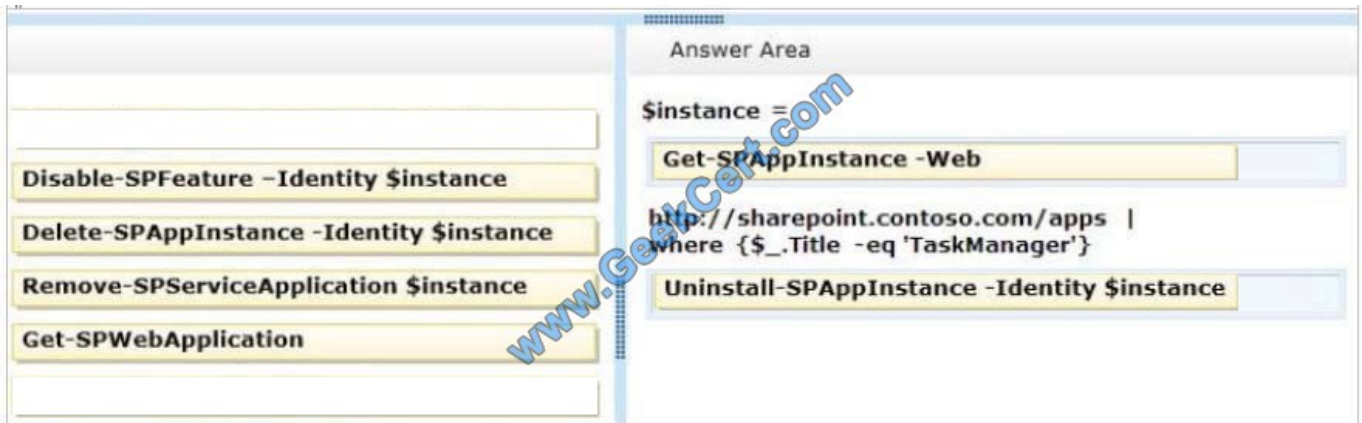 Disable-SPFeature –Identity $instance
Delete-SPAppInstance -Identity $instance
Remove-SPServiceApplication $instance
Get-SPWebApplication
Answer Area
$instance =
Get-SPAppInstance -Web
http://sharepoint.contoso.com/apps |
where {$_.Title -eq 'TaskManager'}
Uninstall-SPAppInstance -Identity $instance
www.GeekCert.com